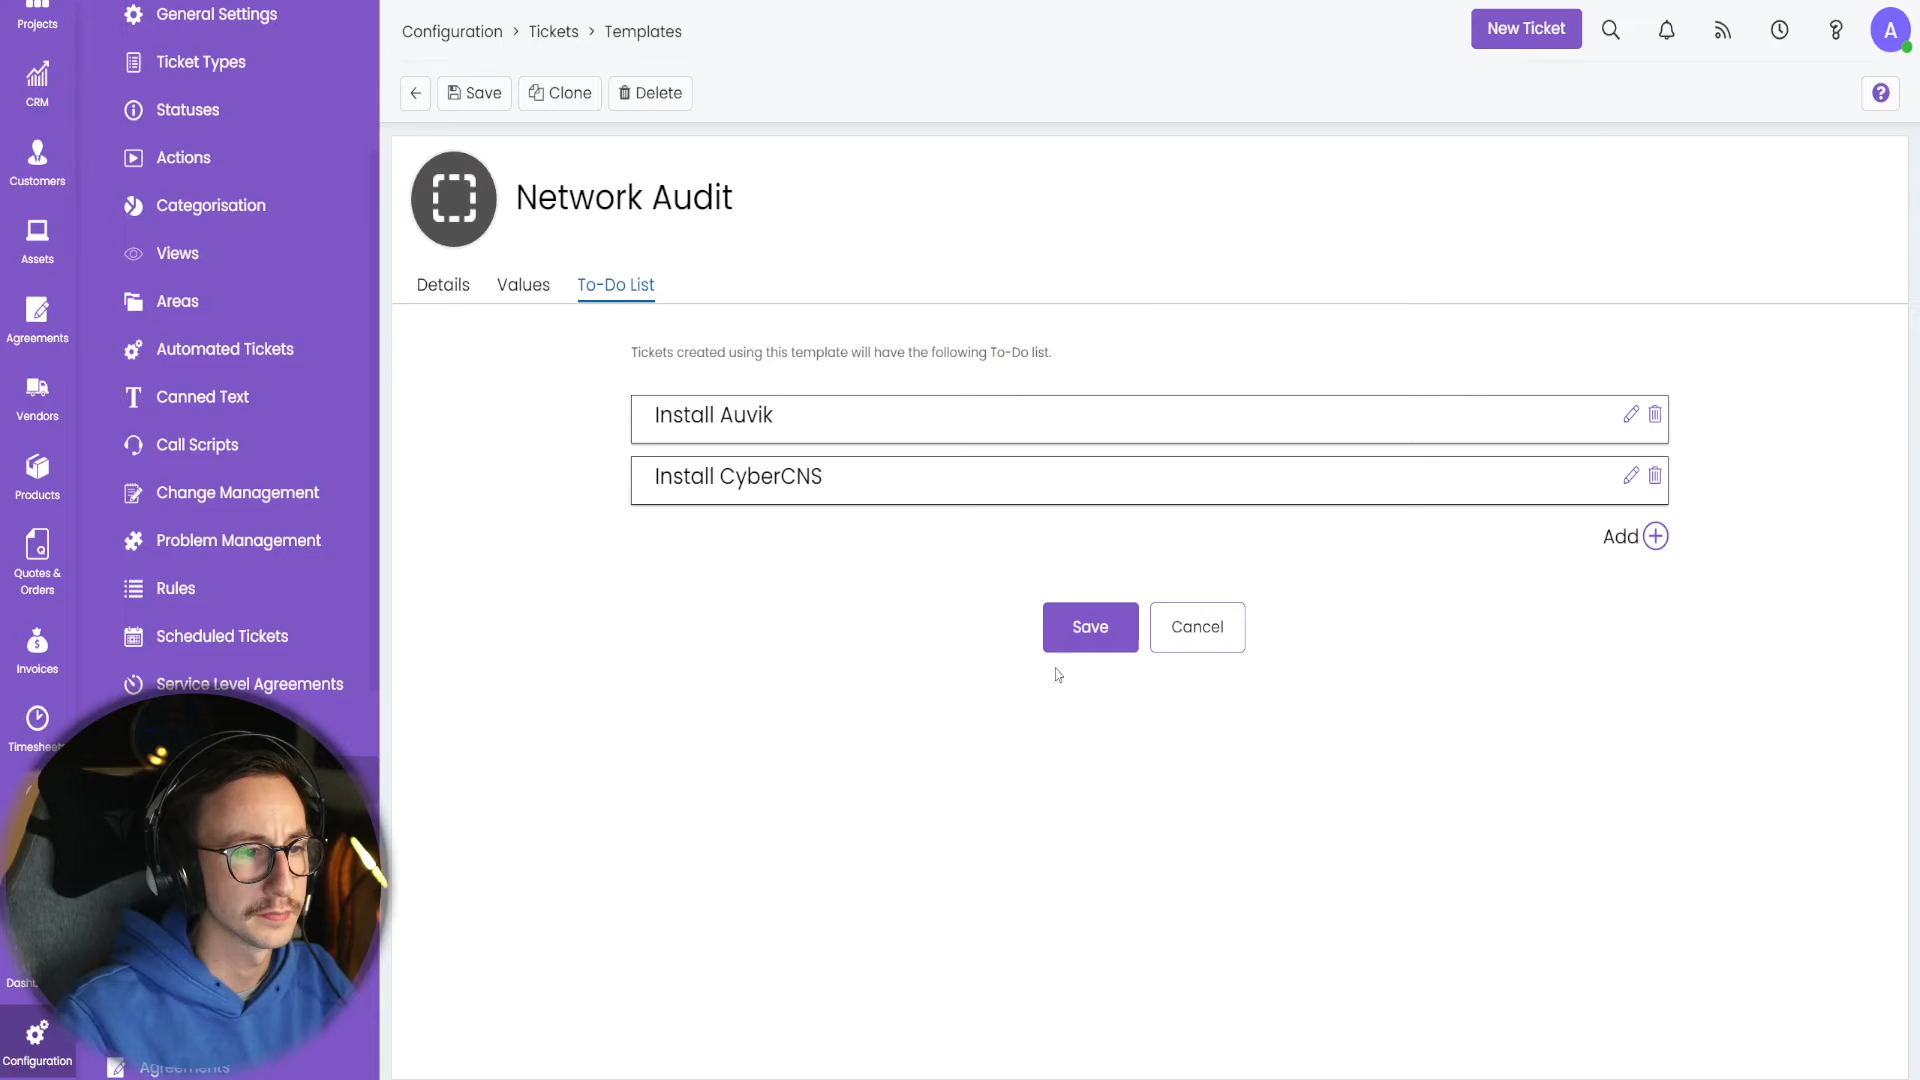 Projects
CRM
Customers
Assets
Agreements
Vendors
Products
Quotes &
Orders
Invoices
Timeshee
Dash
Configuration
General Settings
Ticket Types
Statuses
Actions
Categorisation
Views
Areas
Automated Tickets
Canned Text
Call Scripts
Change Management
Problem Management
Rules
Scheduled Tickets
Service Level Agreements
Agreements
Configuration > Tickets > Templates
New Ticket
A
Save
Clone
Delete
Network Audit
Details
Values
To-Do List
Tickets created using this template will have the following To-Do list.
Install Auvik
Install CyberCNS
Add
Save
Cancel